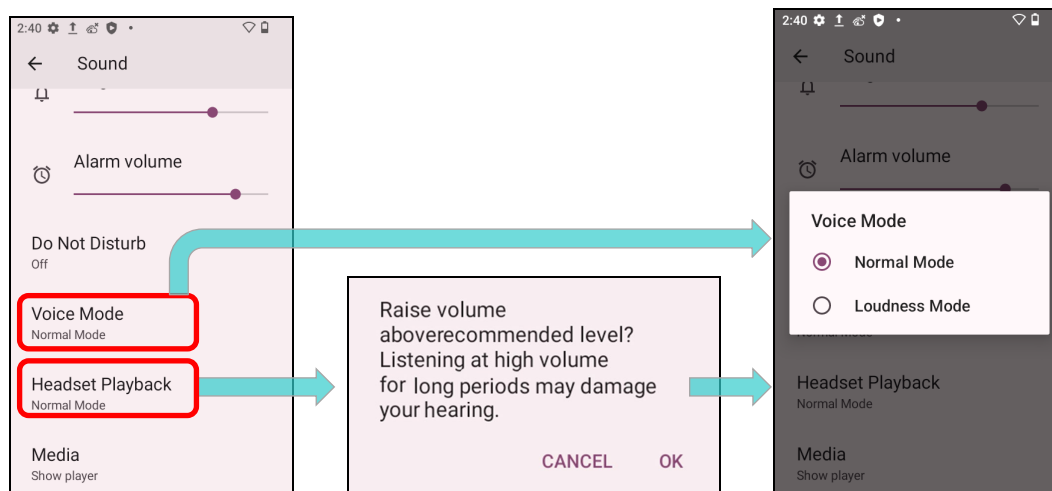 2:40
Sound
Alarm volume
Do Not Disturb
Off
Voice Mode
Normal Mode
Headset Playback
Normal Mode
Media
Show player
Raise volume
aboverecommended level?
Listening at high volume
for long periods may damage
your hearing.
CANCEL OK
2:40
Sound
Alarm volume
Voice Mode
Normal Mode
Loudness Mode
Normal Mode
Headset Playback
Normal Mode
Media
Show player